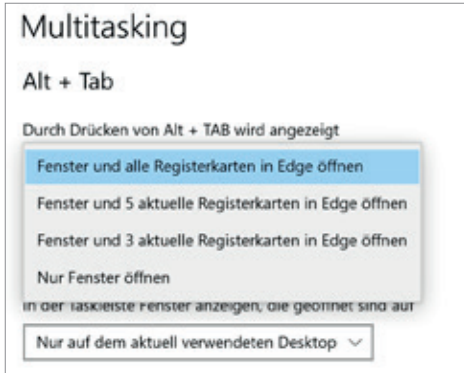 Multitasking
Alt + Tab
Durch Drücken von Alt + TAB wird angezeigt
Fenster und alle Registerkarten in Edge öffnen
Fenster und 5 aktuelle Registerkarten in Edge öffnen
Fenster und 3 aktuelle Registerkarten in Edge öffnen
Nur Fenster öffnen
In der Taskleiste Fenster anzeigen, die geöffnet sind auf
Nur auf dem aktuell verwendeten Desktop